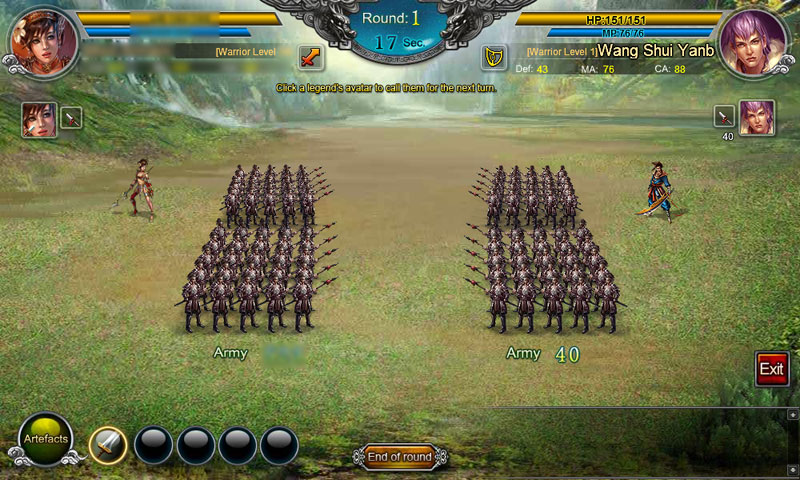 Round: 1
17 Sec.
HP:151/151
MP:76/76
[Warrior Level
[Warrior Level 1]Wang Shui Yanb
Def: 43 MA: 76 CA: 88
Click a legend's avatar to call them for the next turn.
40
Army
Army 40
Exit
Artefacts
End of round